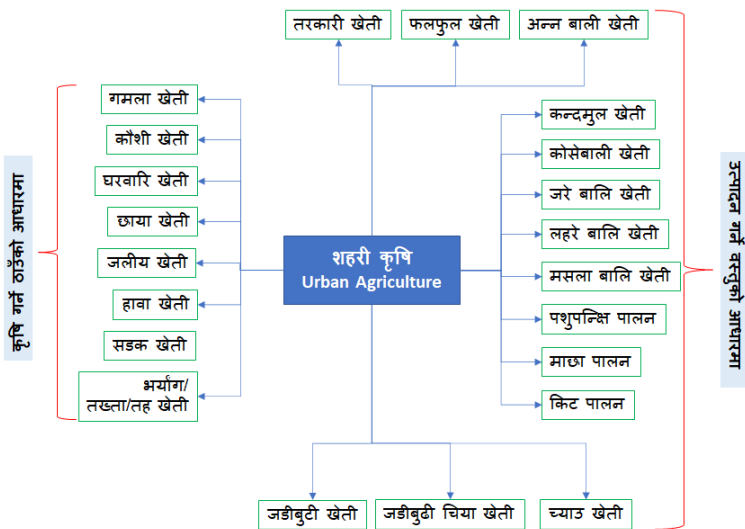 तरकारी खेती
फलफुल खेती
अन्न बाली खेती
कृषि गर्ने ठाउँको आधारमा
गमला खेती
कौशी खेती
घरवारि खेती
छाया खेती
जलीय खेती
हावा खेती
सडक खेती
भर्याँग/
तख्ता/तह खेती
शहरी कृषि
Urban Agriculture
कन्दमुल खेती
कोसेबाली खेती
जरे बालि खेती
लहरे बालि खेती
मसला बालि खेती
पशुपन्क्षि पालन
माछा पालन
किट पालन
उत्पादन गर्ने वस्तुको आधारमा
जडीबुटी खेती
जडीबुढी चिया खेती
च्याउ खेती